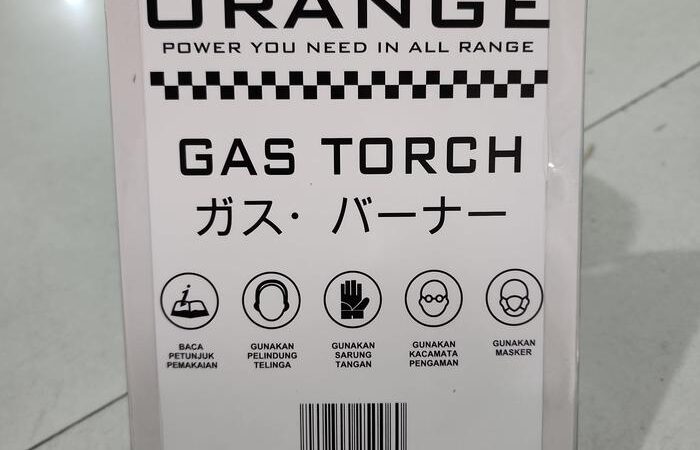 ORANGE
POWER YOU NEED IN ALL RANGE
GAS TORCH
ガス・バーナー
BACA
PETUNJUK
PEMAKAIAN
GUNAKAN
PELINDUNG
TELINGA
GUNAKAN
SARUNG
TANGAN
GUNAKAN
KACAMATA
PENGAMAN
GUNAKAN
MASKER